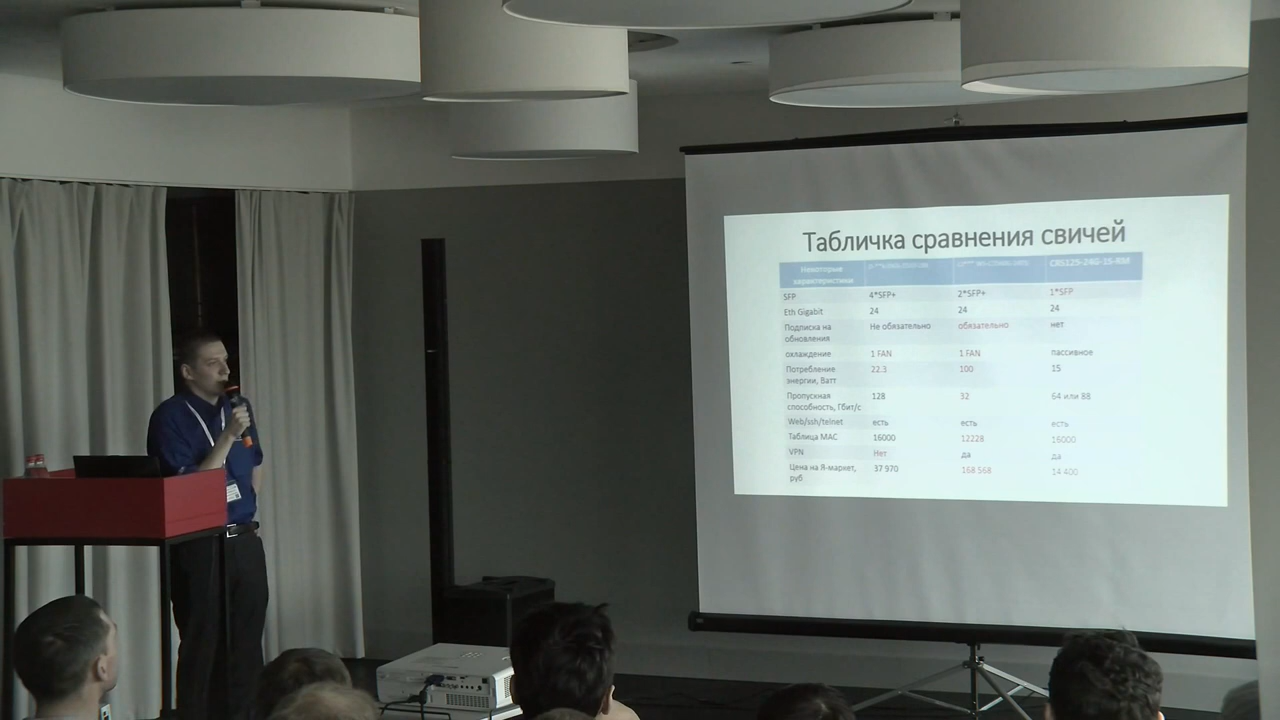 Табличка сравнения свичей
Некоторые характеристики CRS125-24G-1S-RM
SFP 4*SFP+ 2*SFP+ 1*SFP
Eth Gigabit 24 24 24
Подписка на обновления Не обязательно обязательно нет
охлаждение 1 FAN 1 FAN пассивное
Потребление энергии, Ватт 22.3 100 15
Пропускная способность, Гбит/с 128 32 64 или 88
Web/ssh/telnet есть есть есть
Таблица MAC 16000 12228 16000
VPN Нет да да
Цена на Я-маркет, руб 37 970 168 568 14 400